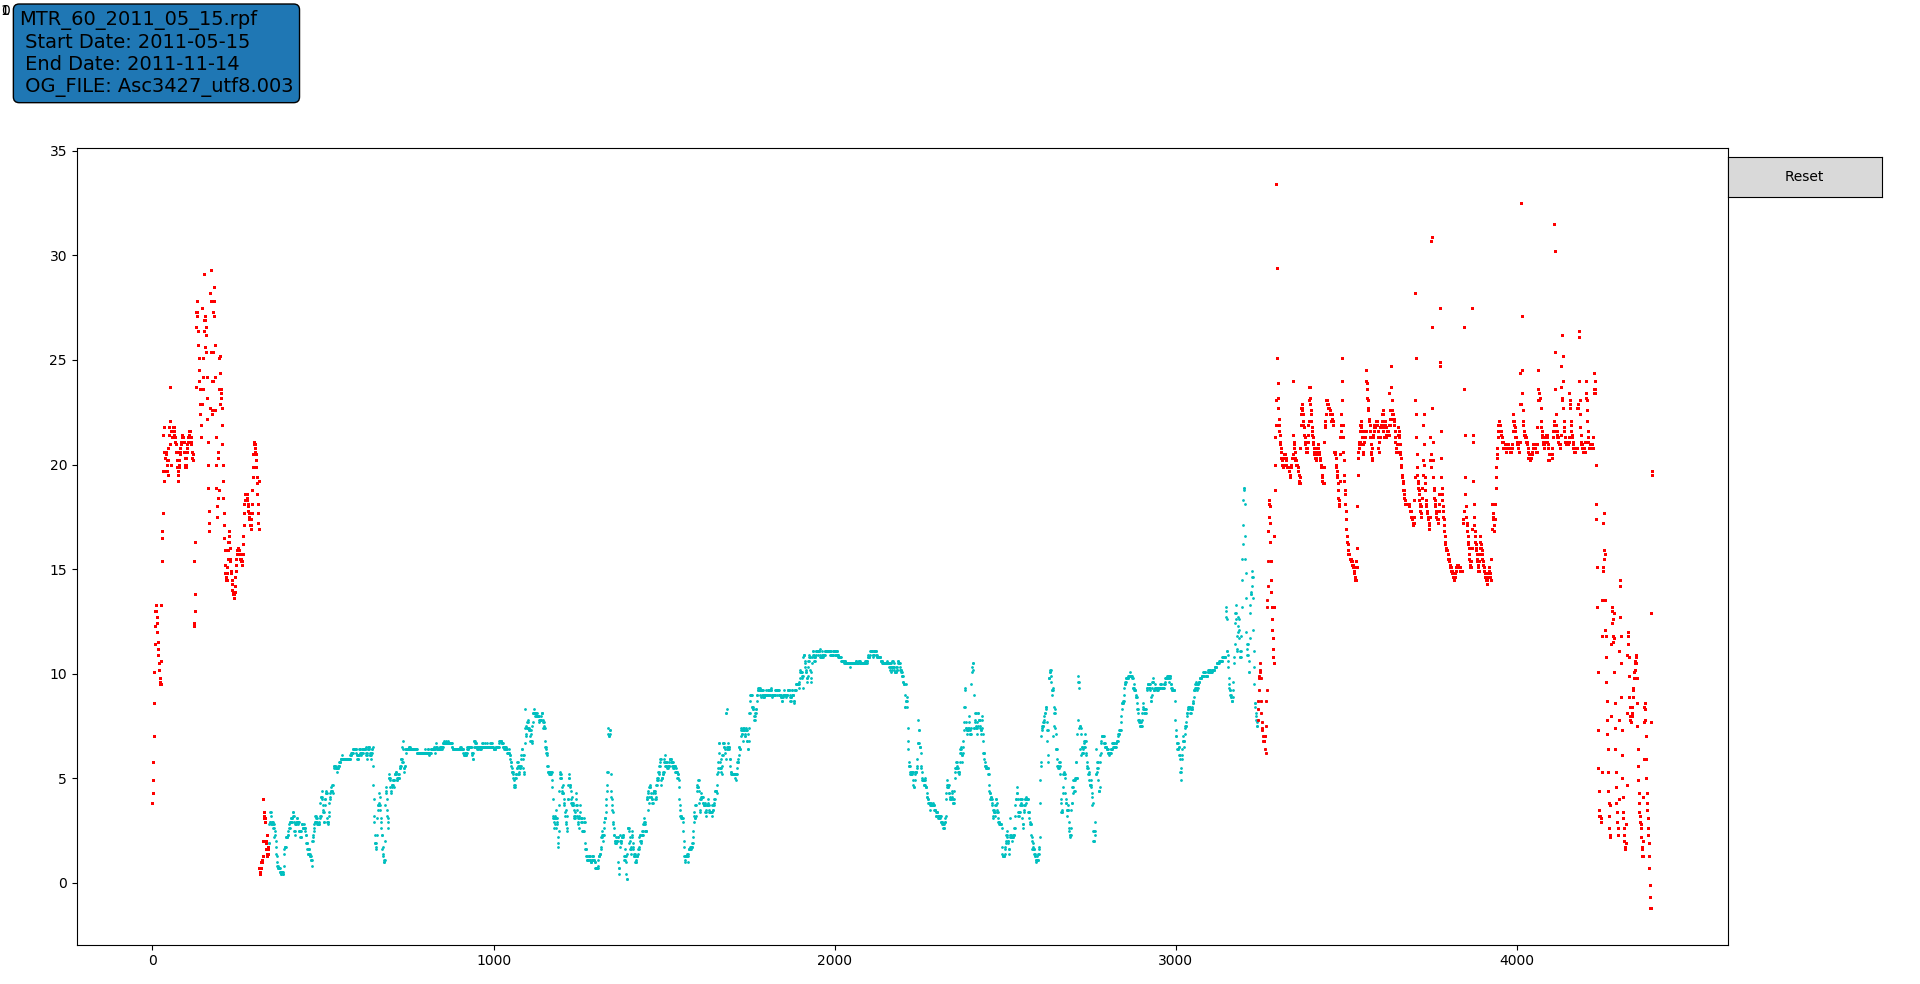 MTR_60_2011_05_15.rpf
Start Date: 2011-05-15
End Date: 2011-11-14
OG_FILE: Asc3427_utf8.003
Reset
35
30
25
20
15
10
5
0
0
1000
2000
3000
4000